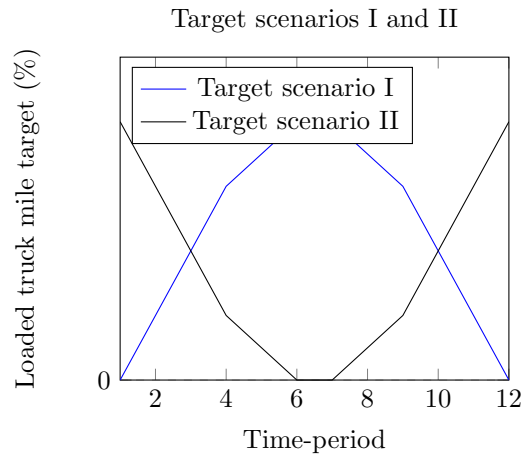 Target scenarios I and II
Loaded truck mile target (%)
Target scenario I
Target scenario II
0
2 4 6 8 10 12
Time-period